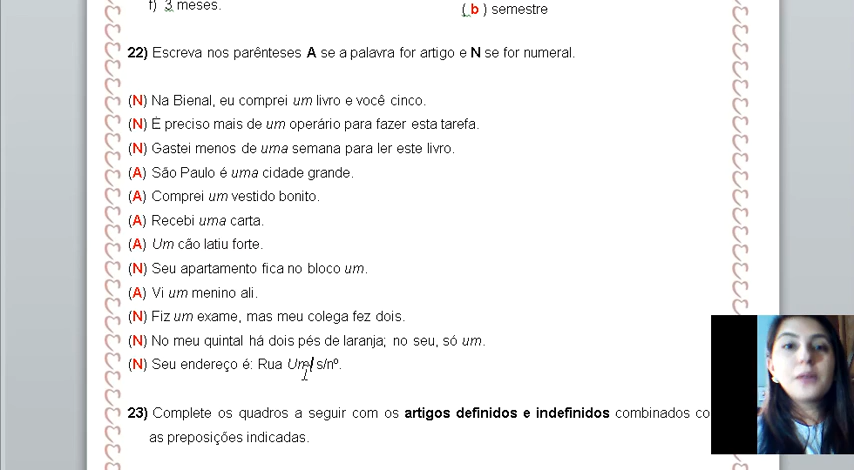 f) 3 meses. ( b ) semestre
22) Escreva nos parênteses A se a palavra for artigo e N se for numeral.
(N) Na Bienal, eu comprei um livro e você cinco.
(N) É preciso mais de um operário para fazer esta tarefa.
(N) Gastei menos de uma semana para ler este livro.
(A) São Paulo é uma cidade grande.
(A) Comprei um vestido bonito.
(A) Recebi uma carta.
(A) Um cão latiu forte.
(N) Seu apartamento fica no bloco um.
(A) Vi um menino ali.
(N) Fiz um exame, mas meu colega fez dois.
(N) No meu quintal há dois pés de laranja; no seu, só um.
(N) Seu endereço é: Rua Um, s/nº.
23) Complete os quadros a seguir com os artigos definidos e indefinidos combinados co
as preposições indicadas.